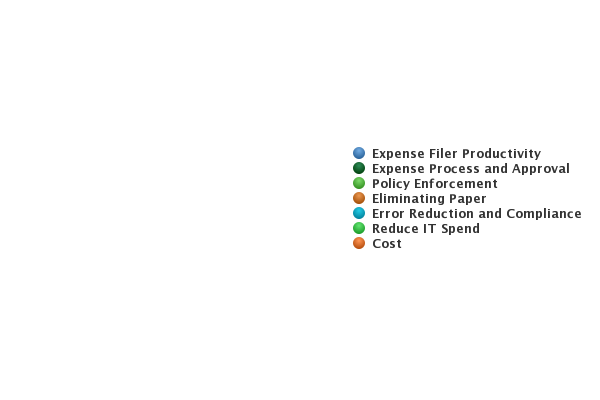 Expense Filer Productivity
Expense Process and Approval
Policy Enforcement
Eliminating Paper
Error Reduction and Compliance
Reduce IT Spend
Cost